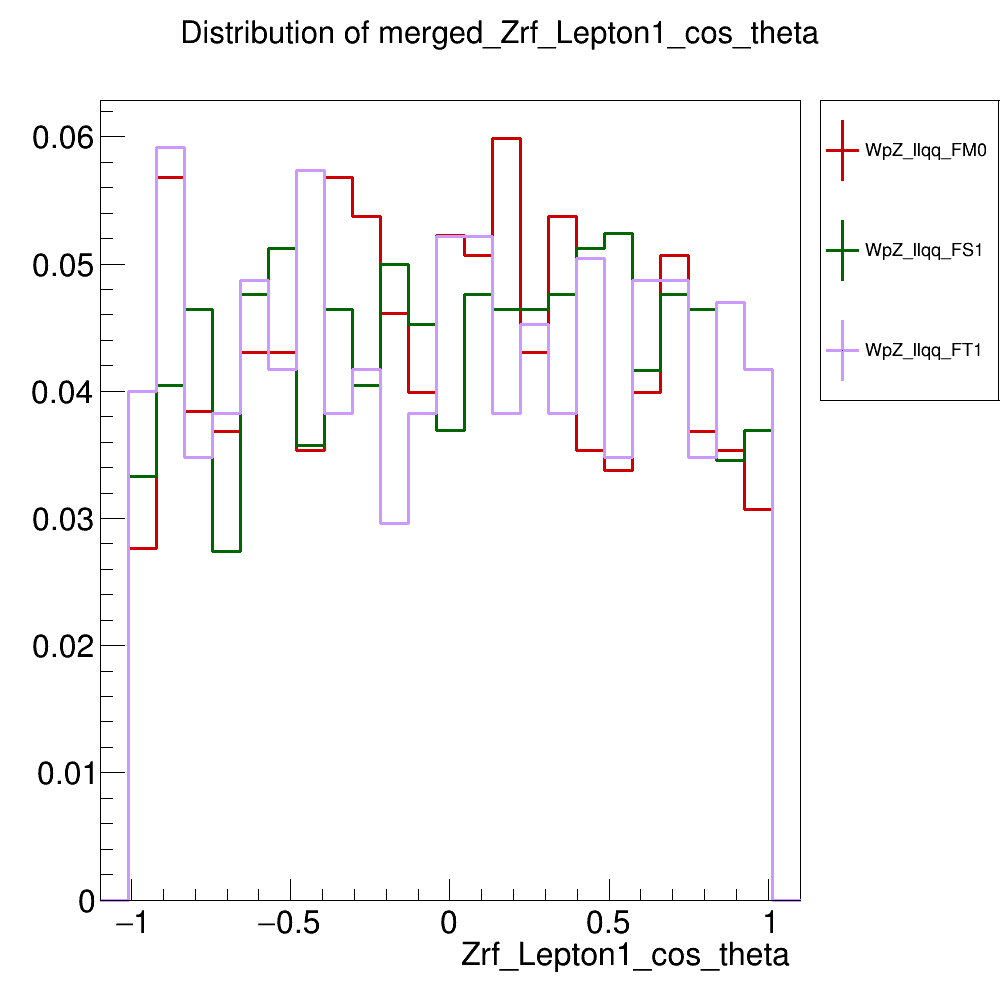 Distribution of merged_Zrf_Lepton1_cos_theta
0.06
0.05
0.04
0.03
0.02
0.01
0
−1
−0.5
0
0.5
1
Zrf_Lepton1_cos_theta
WpZ_llqq_FM0
WpZ_llqq_FS1
WpZ_llqq_FT1